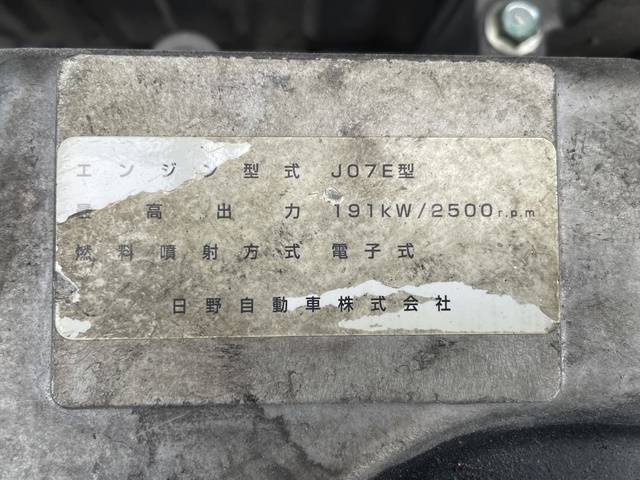 エンジン型式 J07E型
最高出力 191kW/2500r.p.m
燃料噴射方式 電子式
日野自動車株式会社